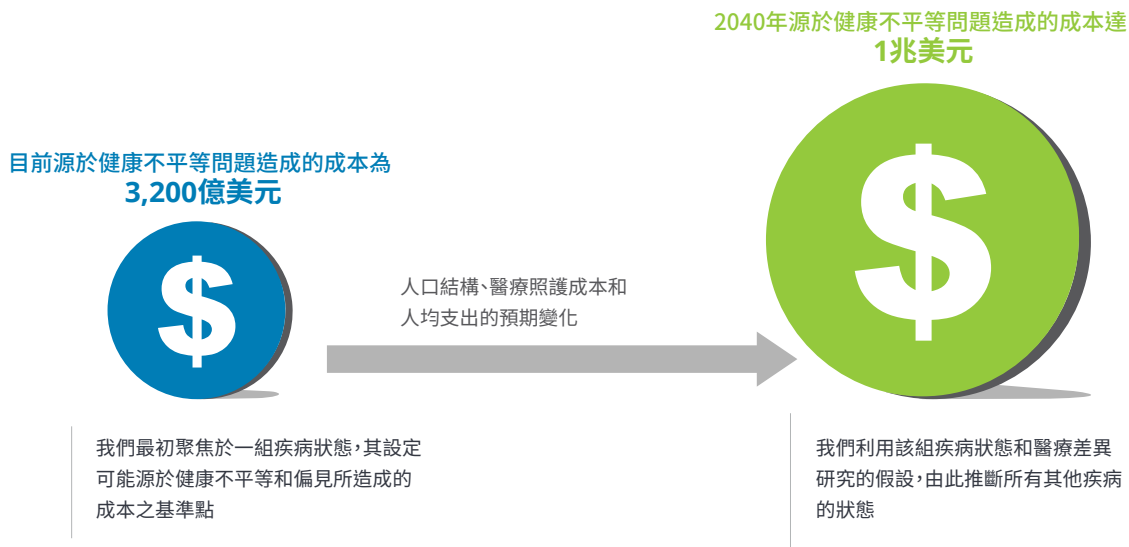 2040年源於健康不平等問題造成的成本達
1兆美元
目前源於健康不平等問題造成的成本為
3,200億美元
$
$
人口結構、醫療照護成本和
人均支出的預期變化
我們最初聚焦於一組疾病狀態，其設定
可能源於健康不平等和偏見所造成的
成本之基準點
我們利用該組疾病狀態和醫療差異
研究的假設，由此推斷所有其他疾病
的狀態